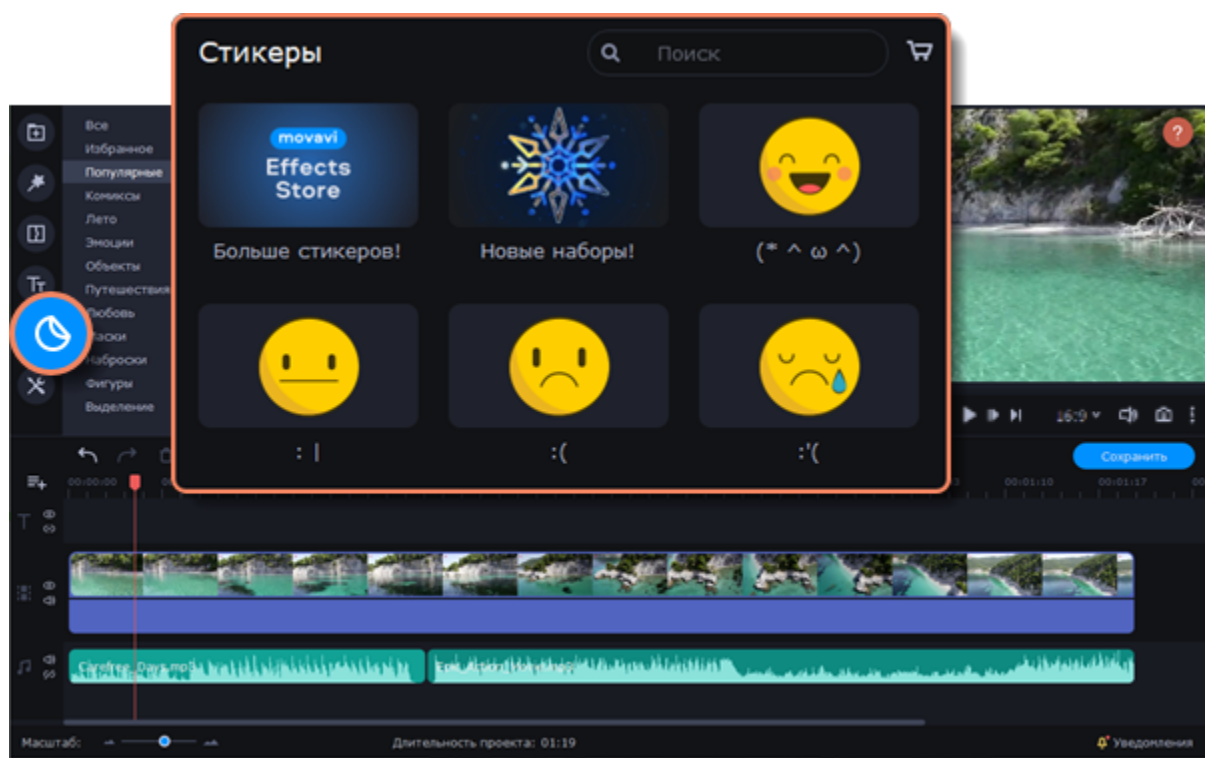 Стикеры
Поиск
movavi
Effects
Store
Больше стикеров!
Новые наборы!
(* ^ ω ^)
: |
:(
:'(
Все
Избранное
Популярные
Комиксы
Лето
Эмоции
Объекты
Путешествия
Любовь
Маски
Наброски
Фигуры
Выделение
?
16:9
Сохранить
00:00:00
00:01:10
00:01:17
Carefree_Days.mp3
Масштаб:
Длительность проекта: 01:19
Уведомления